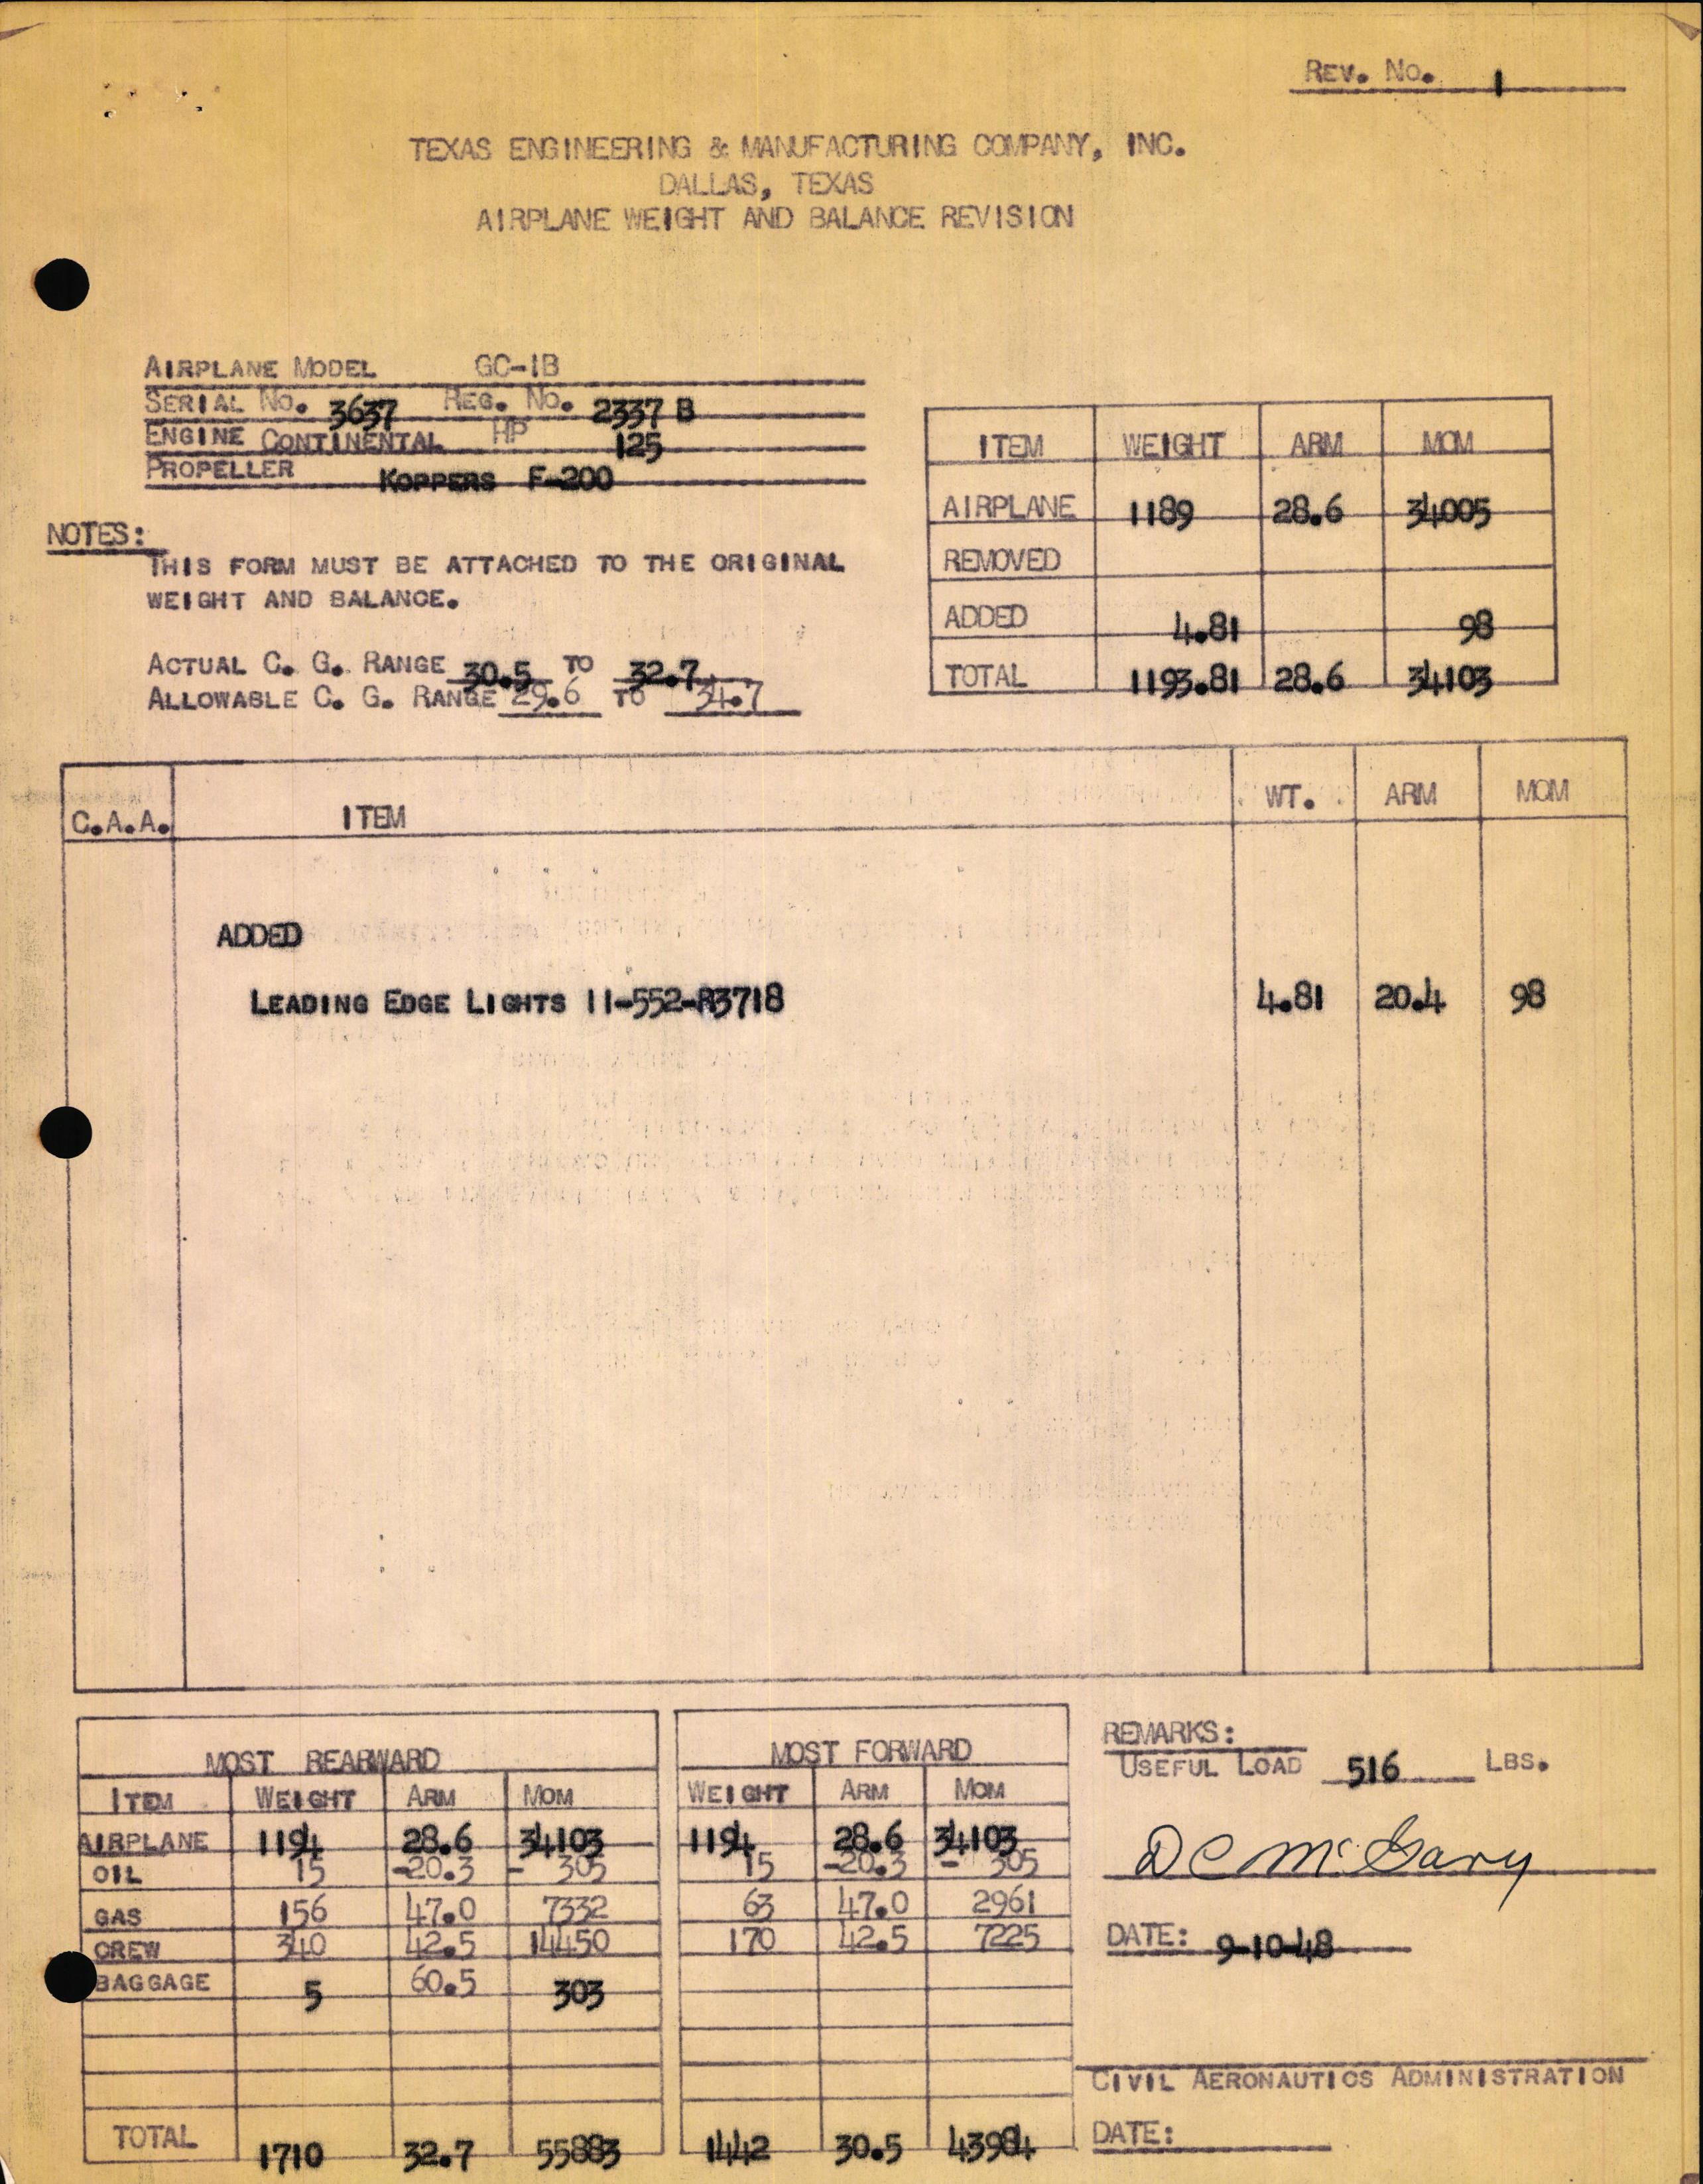 REV. NO. 1
TEXAS ENGINEERING & MANUFACTURING COMPANY, INC.
DALLAS, TEXAS
AIRPLANE WEIGHT AND BALANCE REVISION
AIRPLANE MODEL GC-1B
SERIAL NO. 3637 REG. NO. 2337 B
ENGINE CONTINENTAL HP 125
PROPELLER KOPPERS F-200
NOTES:
THIS FORM MUST BE ATTACHED TO THE ORIGINAL
WEIGHT AND BALANCE.
ACTUAL C. G. RANGE 30.5 TO 32.7
ALLOWABLE C. G. RANGE 29.6 TO 34.7
ITEM WEIGHT ARM MOM
AIRPLANE 1189 28.6 34005
REMOVED
ADDED 4.81 98
TOTAL 1193.81 28.6 34103
C.A.A. ITEM WT. ARM MOM
ADDED
LEADING EDGE LIGHTS 11-552-R3718 4.81 20.4 98
MOST REARWARD
ITEM WEIGHT ARM MOM
AIRPLANE 1194 28.6 34103
OIL 15 -20.3 - 305
GAS 156 47.0 7332
CREW 340 42.5 14450
BAGGAGE 5 60.5 303
TOTAL 1710 32.7 55883
MOST FORWARD
WEIGHT ARM MOM
1194 28.6 34103
15 -20.3 - 305
63 47.0 2961
170 42.5 7225
1442 30.5 43984
REMARKS:
USEFUL LOAD 516 LBS.
D C McGary
DATE: 9-10-48
CIVIL AERONAUTICS ADMINISTRATION
DATE: